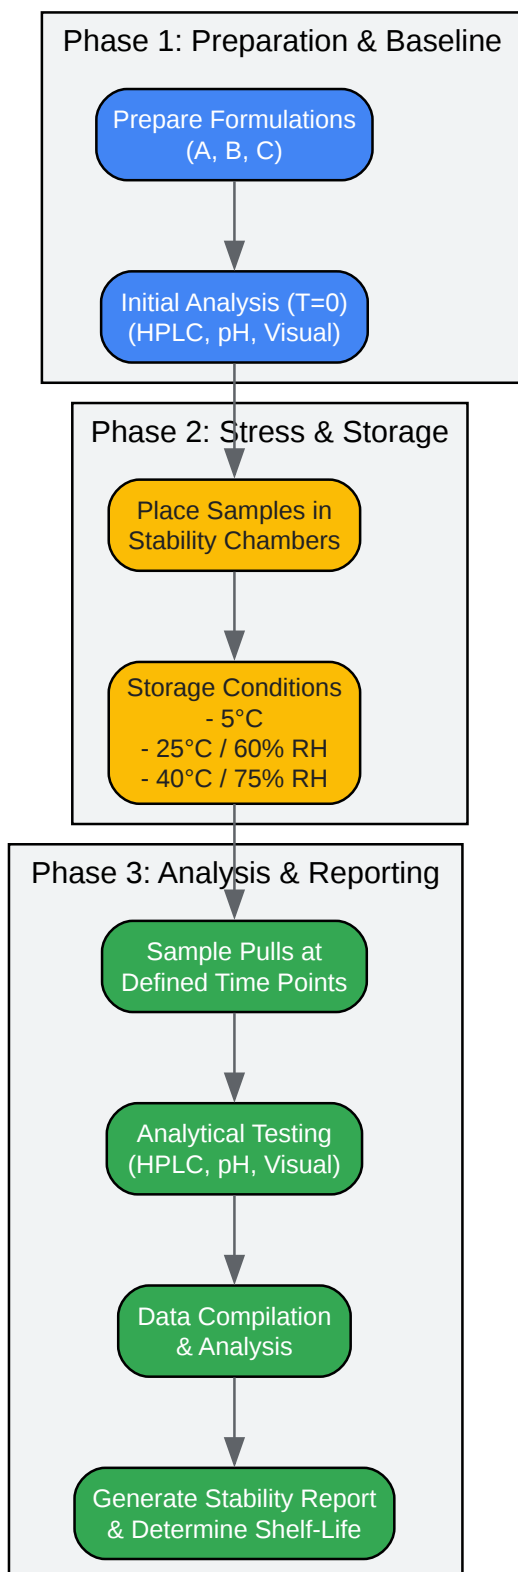 Phase 1: Preparation & Baseline
Prepare Formulations
(A, B, C)
Initial Analysis (T=0)
(HPLC, pH, Visual)
Phase 2: Stress & Storage
Place Samples in
Stability Chambers
Storage Conditions
- 5°C
- 25°C / 60% RH
- 40°C / 75% RH
Phase 3: Analysis & Reporting
Sample Pulls at
Defined Time Points
Analytical Testing
(HPLC, pH, Visual)
Data Compilation
& Analysis
Generate Stability Report
& Determine Shelf-Life